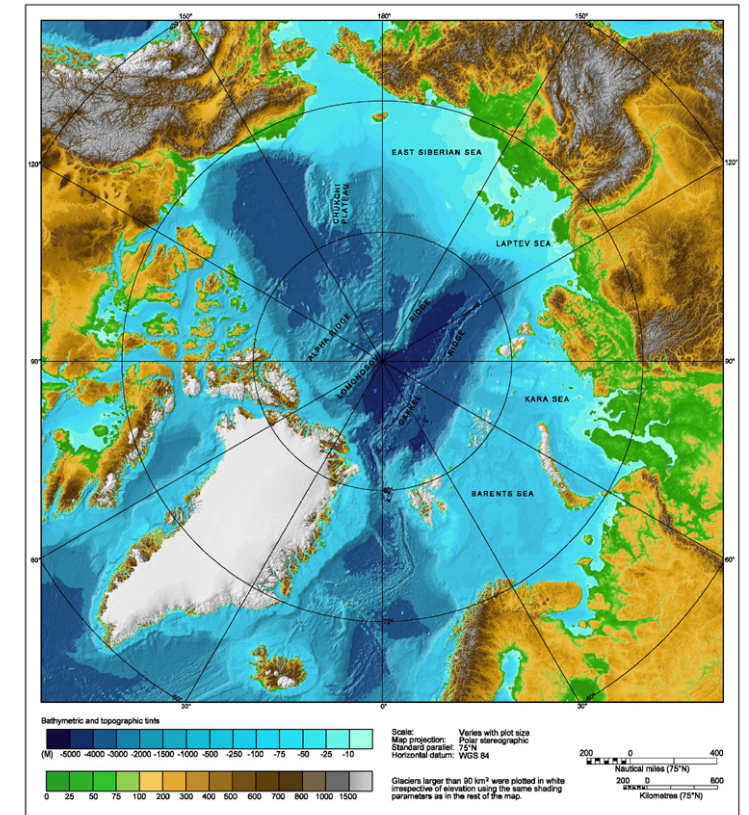 150°
180°
150°
120°
120°
EAST SIBERIAN SEA
CHUKCHI
PLATEAU
LAPTEV SEA
ALPHA RIDGE
LOMONOSOV
RIDGE
RIDGE
GAKKEL
90°
90°
KARA SEA
BARENTS SEA
60°
60°
30°
0°
30°
Bathymetric and topographic tints
(M) -5000 -4000 -3000 -2000 -1500 -1000 -500 -250 -100 -75 -50 -25 -10
0 25 50 75 100 200 300 400 500 600 700 800 1000 1500
Scale: Varies with plot size
Map projection: Polar stereographic
Standard parallel: 75°N
Horizontal datum: WGS 84
Glaciers larger than 90 km² were plotted in white
irrespective of elevation using the same shading
parameters as in the rest of the map.
200 0 400
Nautical miles (75°N)
200 0 600
Kilometres (75°N)